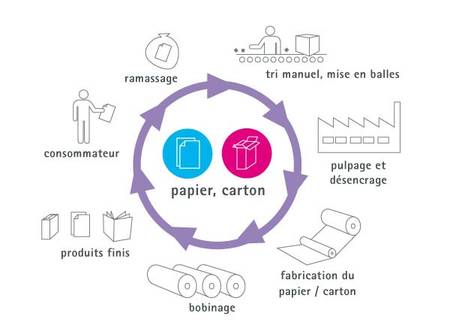 ramassage
tri manuel, mise en balles
consommateur
pulpage et
désencrage
papier, carton
produits finis
fabrication du
papier / carton
bobinage